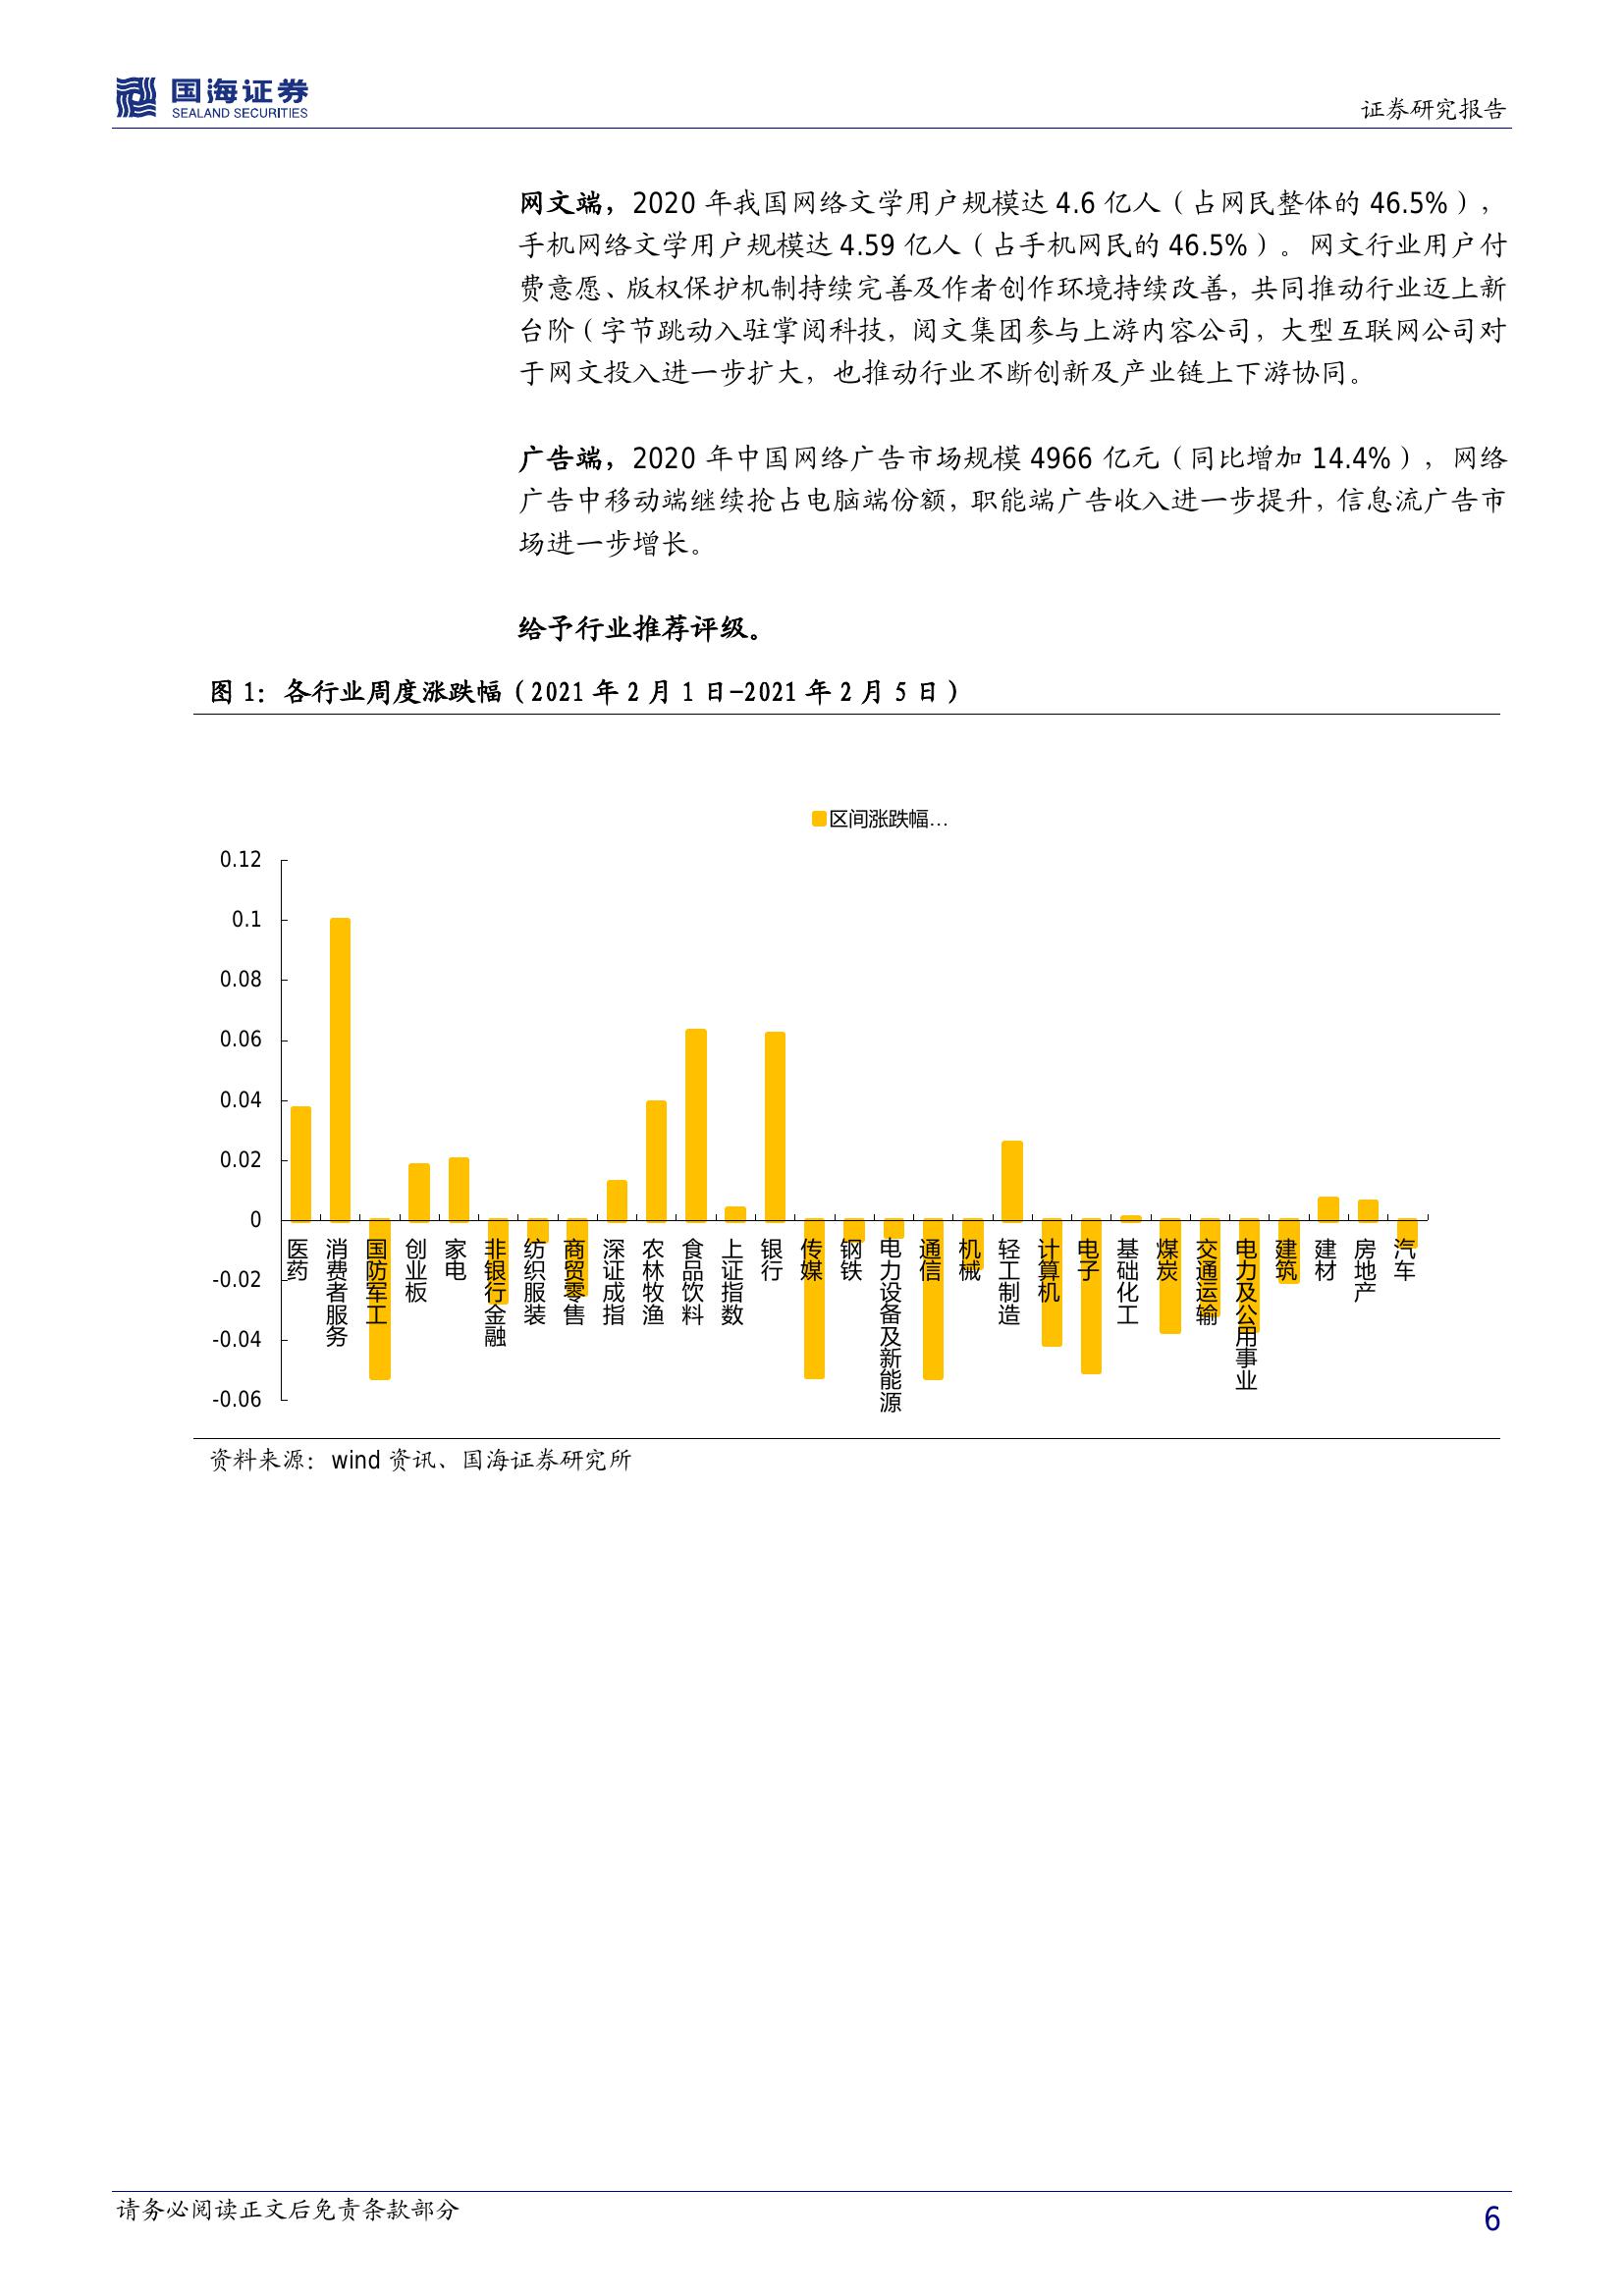 国海证券
SEALAND SECURITIES
证券研究报告
网文端，2020 年我国网络文学用户规模达 4.6 亿人（占网民整体的 46.5%），
手机网络文学用户规模达 4.59 亿人（占手机网民的 46.5%）。网文行业用户付
费意愿、版权保护机制持续完善及作者创作环境持续改善，共同推动行业迈上新
台阶（字节跳动入驻掌阅科技，阅文集团参与上游内容公司，大型互联网公司对
于网文投入进一步扩大，也推动行业不断创新及产业链上下游协同。
广告端，2020 年中国网络广告市场规模 4966 亿元（同比增加 14.4%），网络
广告中移动端继续抢占电脑端份额，职能端广告收入进一步提升，信息流广告市
场进一步增长。
给予行业推荐评级。
图 1：各行业周度涨跌幅（2021 年 2 月 1 日-2021 年 2 月 5 日）
区间涨跌幅…
0.12
0.1
0.08
0.06
0.04
0.02
0
-0.02
-0.04
-0.06
医药
消费者服务
国防军工
创业板
家电
非银行金融
纺织服装
商贸零售
深证成指
农林牧渔
食品饮料
上证指数
银行
传媒
钢铁
电力设备及新能源
通信
机械
轻工制造
计算机
电子
基础化工
煤炭
交通运输
电力及公用事业
建筑
建材
房地产
汽车
资料来源：wind 资讯、国海证券研究所
请务必阅读正文后免责条款部分
6